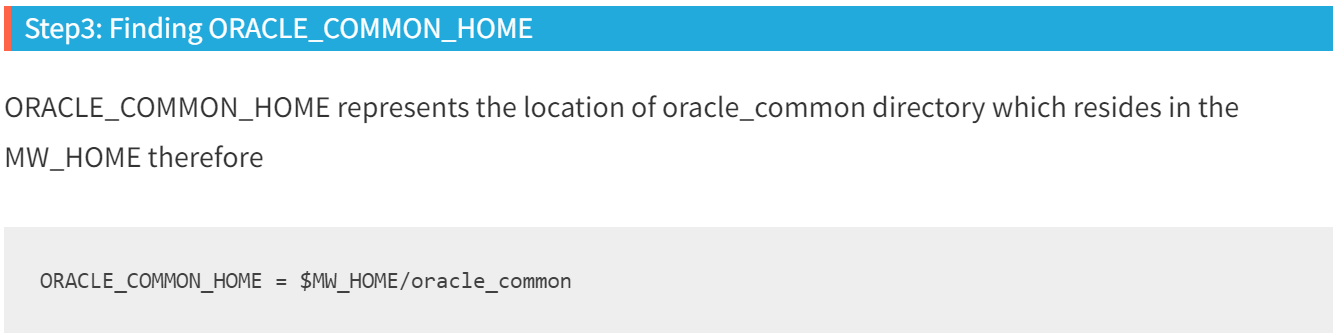 Step3: Finding ORACLE_COMMON_HOME
ORACLE_COMMON_HOME represents the location of oracle_common directory which resides in the
MW_HOME therefore
ORACLE_COMMON_HOME = $MW_HOME/oracle_common